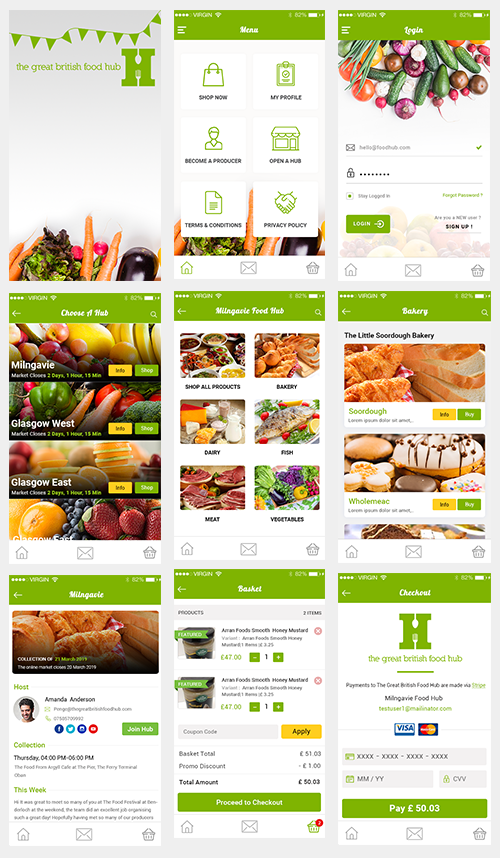 the great british food hub
VIRGIN 82%
Menu
SHOP NOW
MY PROFILE
BECOME A PRODUCER
OPEN A HUB
TERMS & CONDITIONS
PRIVACY POLICY
VIRGIN 82%
Login
hello@foodhub.com
Stay Logged in
Forgot Password ?
LOGIN
Are you a NEW user ?
SIGN UP !
VIRGIN 82%
Choose A Hub
Milngavie
Market Closes 2 Days, 1 Hour, 15 Min
Info
Shop
Glasgow West
Market Closes 2 Days, 1 Hour, 15 Min
Info
Shop
Glasgow East
Market Closes 2 Days, 1 Hour, 15 Min
Info
Shop
Glasgow East
VIRGIN 82%
Milngavie Food Hub
SHOP ALL PRODUCTS
BAKERY
DAIRY
FISH
MEAT
VEGETABLES
VIRGIN 82%
Bakery
The Little Soordough Bakery
Soordough
Lorem ipsum dolor sit amet,
Info
Buy
Wholemeac
Lorem ipsum dolor sit amet,
Info
Buy
VIRGIN 82%
Milngavie
COLLECTION OF 21 March 2019
The online market closes 20 March 2019
Host
Amanda Anderson
Pengc@thegreatbritishfoodhub.com
07535700992
Join Hub
Collection
Thursday, 04:00 PM-06:00 PM
The Food From Argyll Cafe at The Pier, The Ferry Terminal
Oban
This Week
Hi It was great to meet so many of you at The Food Festival at Ben-
derloch at the weekend, the team did an excellent job organising
such a great day! Hopefully having met so many of our producers
VIRGIN 82%
Basket
PRODUCTS
2 ITEMS
FEATURED
Arran Foods Smooth Honey Mustard
Variant : Arran Foods Smooth Honey
Mustard,1 Items :£ 3.25
£47.00 - 1 +
FEATURED
Arran Foods Smooth Honey Mustard
Variant : Arran Foods Smooth Honey
Mustard,1 Items :£ 3.25
£47.00 - 1 +
Coupon Code
Apply
Basket Total £ 51.03
Promo Discount - £ 1.00
Total Amount £ 50.03
Proceed to Checkout
2
VIRGIN 82%
Checkout
the great british food hub
Payments to The Great British Food Hub are made via Stripe
Milngavie Food Hub
testuser1@mailinator.com
VISA
XXXX - XXXX - XXXX - XXXX
MM / YY
CVV
Pay £ 50.03